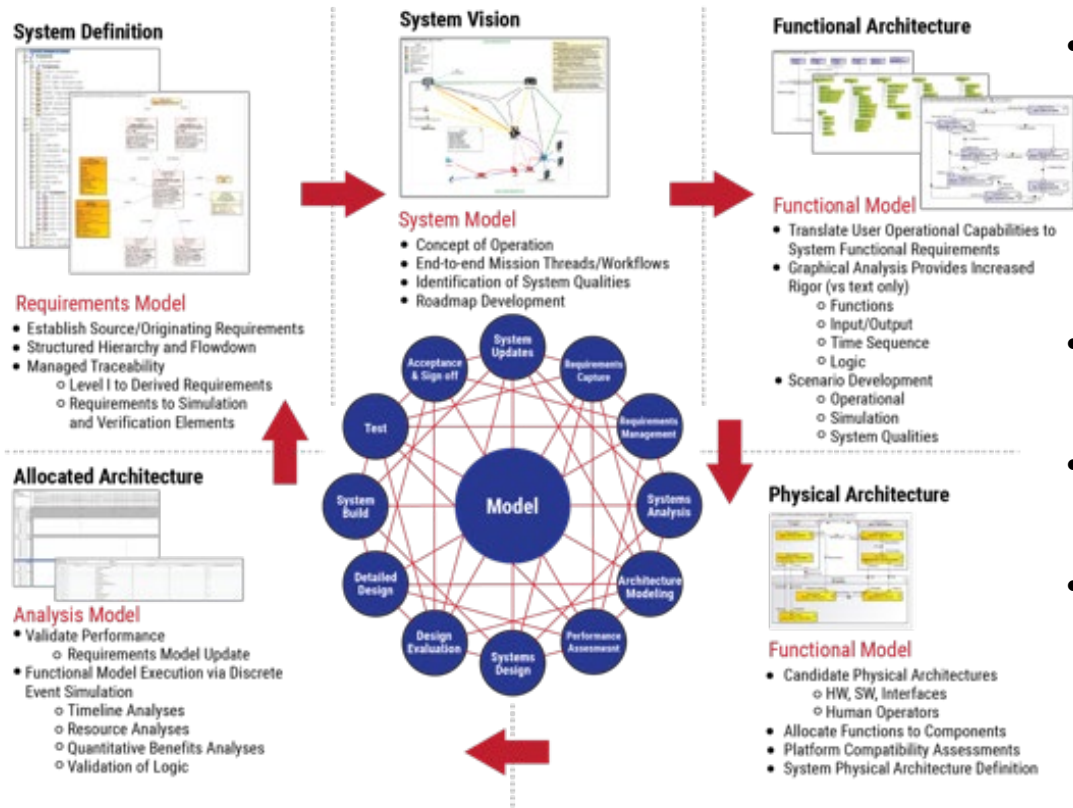 System Definition
Requirements Model
• Establish Source/Originating Requirements
• Structured Hierarchy and Flowdown
• Managed Traceability
○ Level I to Derived Requirements
○ Requirements to Simulation
and Verification Elements
System Vision
System Model
• Concept of Operation
• End-to-end Mission Threads/Workflows
• Identification of System Qualities
• Roadmap Development
Functional Architecture
Functional Model
• Translate User Operational Capabilities to
System Functional Requirements
• Graphical Analysis Provides Increased
Rigor (vs text only)
○ Functions
○ Input/Output
○ Time Sequence
○ Logic
• Scenario Development
○ Operational
○ Simulation
○ System Qualities
Model
System
Updates
Requirements
Capture
Requirements
Management
Systems
Analysis
Architecture
Modeling
Performance
Assesmesnt
Systems
Design
Design
Evaluation
Detailed
Design
System
Build
Test
Acceptance
& Sign off
Allocated Architecture
Analysis Model
• Validate Performance
○ Requirements Model Update
• Functional Model Execution via Discrete
Event Simulation
○ Timeline Analyses
○ Resource Analyses
○ Quantitative Benefits Analyses
○ Validation of Logic
Physical Architecture
Functional Model
• Candidate Physical Architectures
○ HW, SW, Interfaces
○ Human Operators
• Allocate Functions to Components
• Platform Compatibility Assessments
• System Physical Architecture Definition